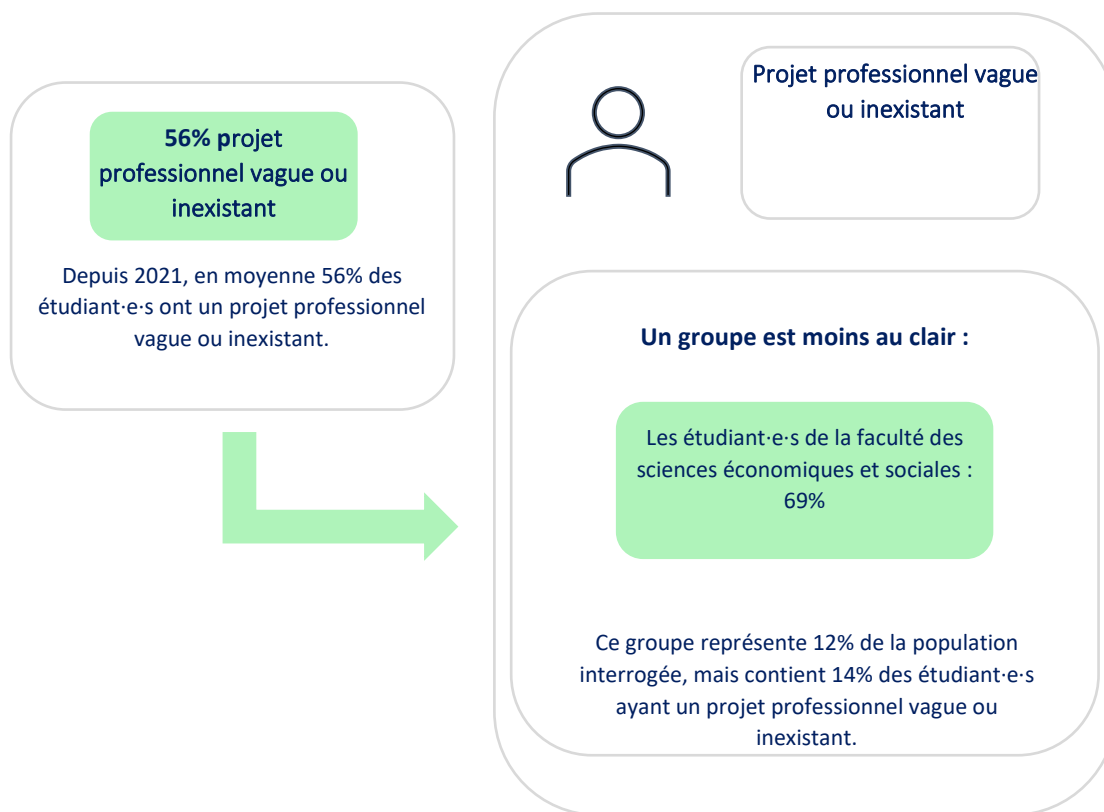 56% projet
professionnel vague ou
inexistant
Depuis 2021, en moyenne 56% des
étudiant·e·s ont un projet professionnel
vague ou inexistant.
Projet professionnel vague
ou inexistant
Un groupe est moins au clair :
Les étudiant·e·s de la faculté des
sciences économiques et sociales :
69%
Ce groupe représente 12% de la population
interrogée, mais contient 14% des étudiant·e·s
ayant un projet professionnel vague ou
inexistant.